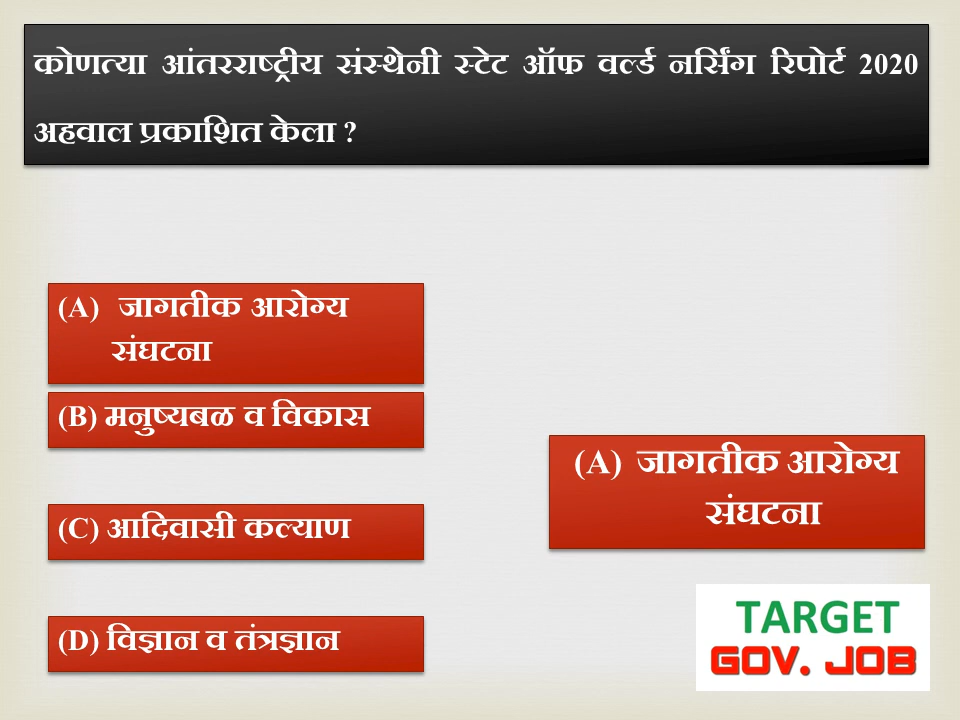 कोणत्या आंतरराष्ट्रीय संस्थेनी स्टेट ऑफ वर्ल्ड नर्सिंग रिपोर्ट 2020
अहवाल प्रकाशित केला ?
(A) जागतीक आरोग्य
संघटना
(B) मनुष्यबळ व विकास
(C) आदिवासी कल्याण
(D) विज्ञान व तंत्रज्ञान
(A) जागतीक आरोग्य
संघटना
TARGET
GOV. JOB